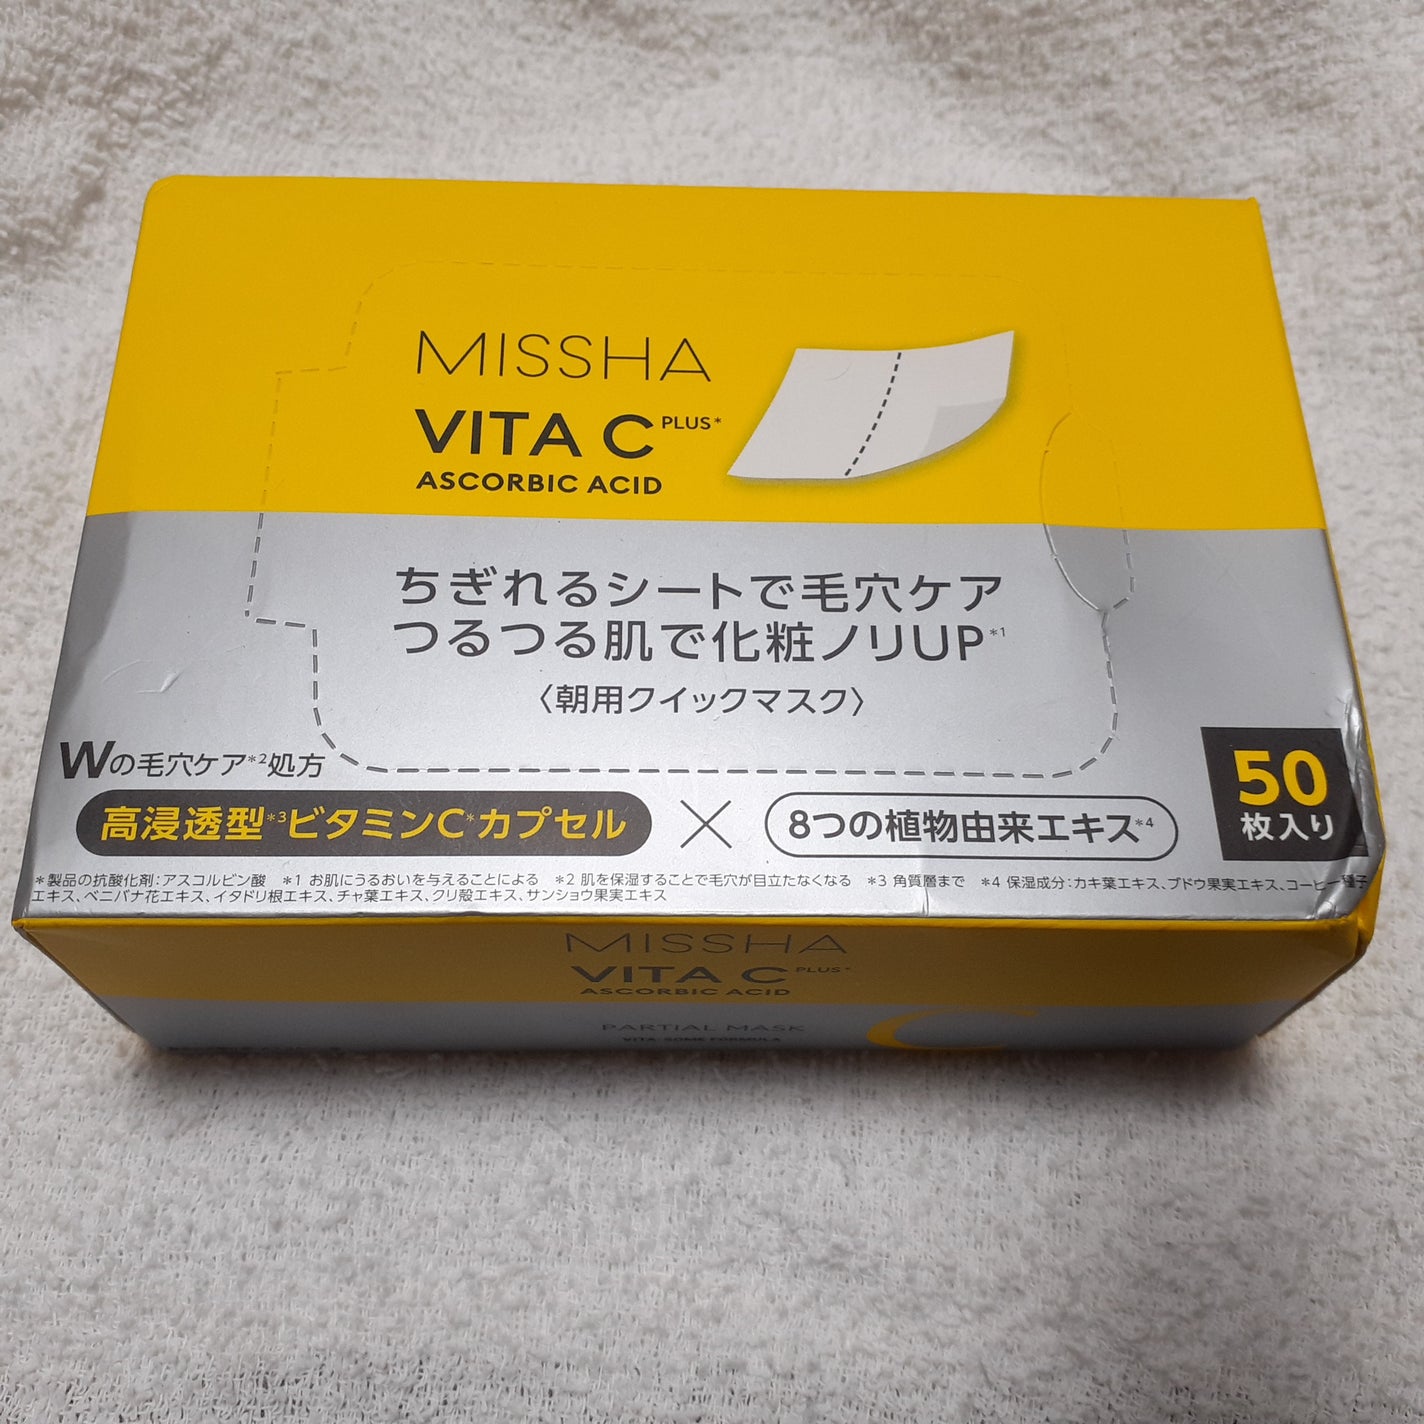 MISSHA
VITA C PLUS*
ASCORBIC ACID
ちぎれるシートで毛穴ケア
つるつる肌で化粧ノリUP*1
〈朝用クイックマスク〉
Wの毛穴ケア*2処方
高浸透型*3ビタミンC*カプセル × 8つの植物由来エキス*4
50
枚入り
*製品の抗酸化剤:アスコルビン酸 *1 お肌にうるおいを与えることによる *2 肌を保湿することで毛穴が目立たなくなる *3 角質層まで *4 保湿成分:カキ葉エキス、ブドウ果実エキス、コーヒー種子
エキス、ベニバナ花エキス、イタドリ根エキス、チャ葉エキス、クリ殻エキス、サンショウ果実エキス
MISSHA
VITA C PLUS*
ASCORBIC ACID
PARTIAL MASK
VITA-SOME FORMULA
C